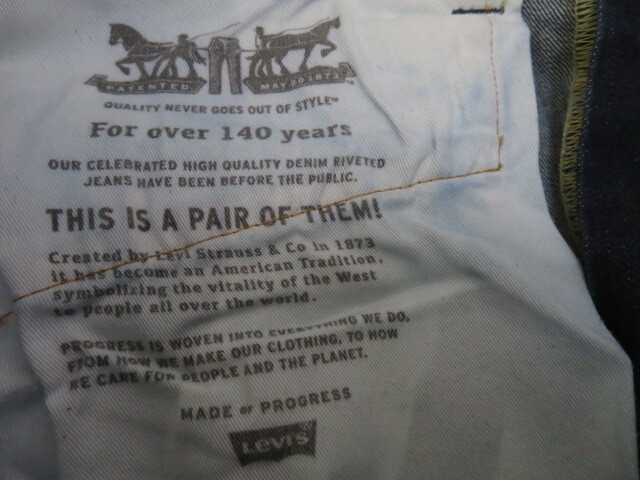 PATENTED MAY 20 1873
QUALITY NEVER GOES OUT OF STYLE™
For over 140 years
OUR CELEBRATED HIGH QUALITY DENIM RIVETED
JEANS HAVE BEEN BEFORE THE PUBLIC.
THIS IS A PAIR OF THEM!
Created by Levi Strauss & Co in 1873
it has become an American Tradition,
symbolizing the vitality of the West
to people all over the world.
PROGRESS IS WOVEN INTO EVERYTHING WE DO,
FROM HOW WE MAKE OUR CLOTHING, TO HOW
WE CARE FOR PEOPLE AND THE PLANET.
MADE OF PROGRESS
Levi's